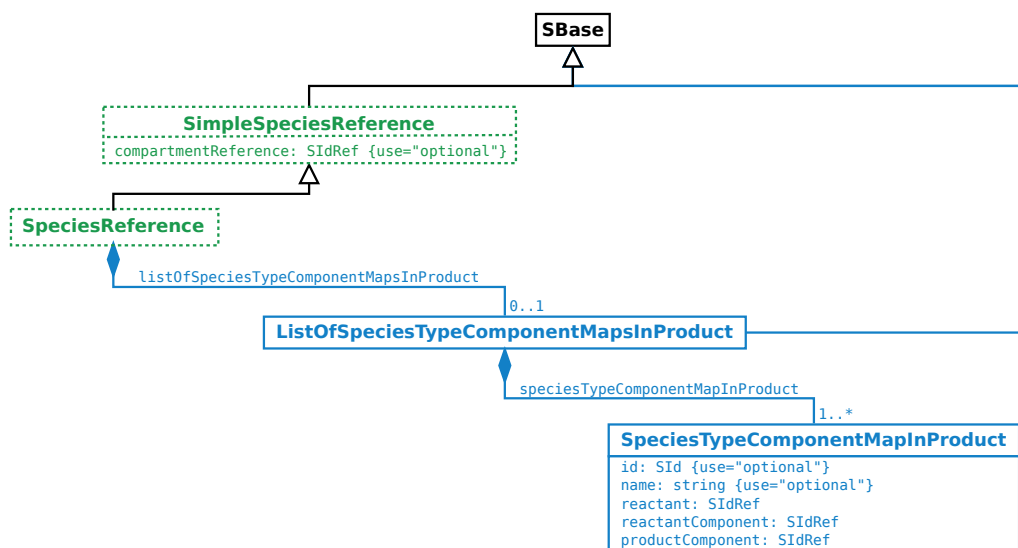 SBase
SimpleSpeciesReference
compartmentReference: SIdRef {use="optional"}
SpeciesReference
listOfSpeciesTypeComponentMapsInProduct
0..1
ListOfSpeciesTypeComponentMapsInProduct
speciesTypeComponentMapInProduct
1..*
SpeciesTypeComponentMapInProduct
id: SId {use="optional"}
name: string {use="optional"}
reactant: SIdRef
reactantComponent: SIdRef
productComponent: SIdRef